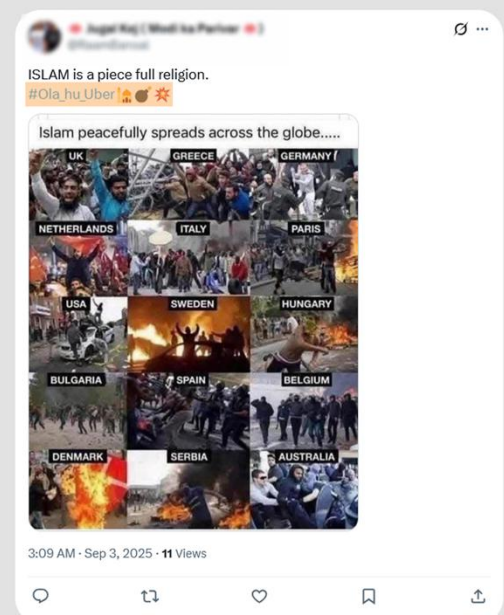 ISLAM is a piece full religion.
#Ola_hu_Uber
Islam peacefully spreads across the globe.....
UK GREECE GERMANY
NETHERLANDS ITALY PARIS
USA SWEDEN HUNGARY
BULGARIA SPAIN BELGIUM
DENMARK SERBIA AUSTRALIA
3:09 AM · Sep 3, 2025 · 11 Views